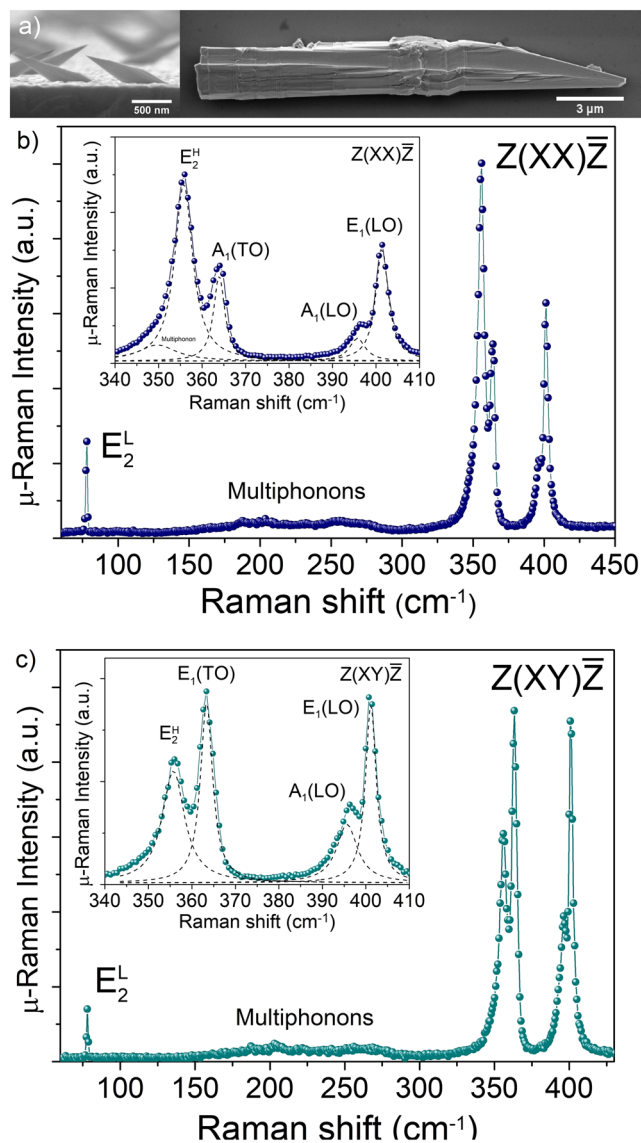 a)
500 nm
3 µm
b)
Z(XX)Z̅
µ-Raman Intensity (a.u.)
E₂ᴴ
Z(XX)Z̅
A₁(TO)
E₁(LO)
A₁(LO)
Multiphonon
µ-Raman Intensity (a.u.)
340 350 360 370 380 390 400 410
Raman shift (cm⁻¹)
E₂ᴸ
Multiphonons
100 150 200 250 300 350 400 450
Raman shift (cm⁻¹)
c)
Z(XY)Z̅
µ-Raman Intensity (a.u.)
E₁(TO)
Z(XY)Z̅
E₂ᴴ
E₁(LO)
A₁(LO)
µ-Raman Intensity (a.u.)
340 350 360 370 380 390 400 410
Raman shift (cm⁻¹)
E₂ᴸ
Multiphonons
100 150 200 250 300 350 400
Raman shift (cm⁻¹)